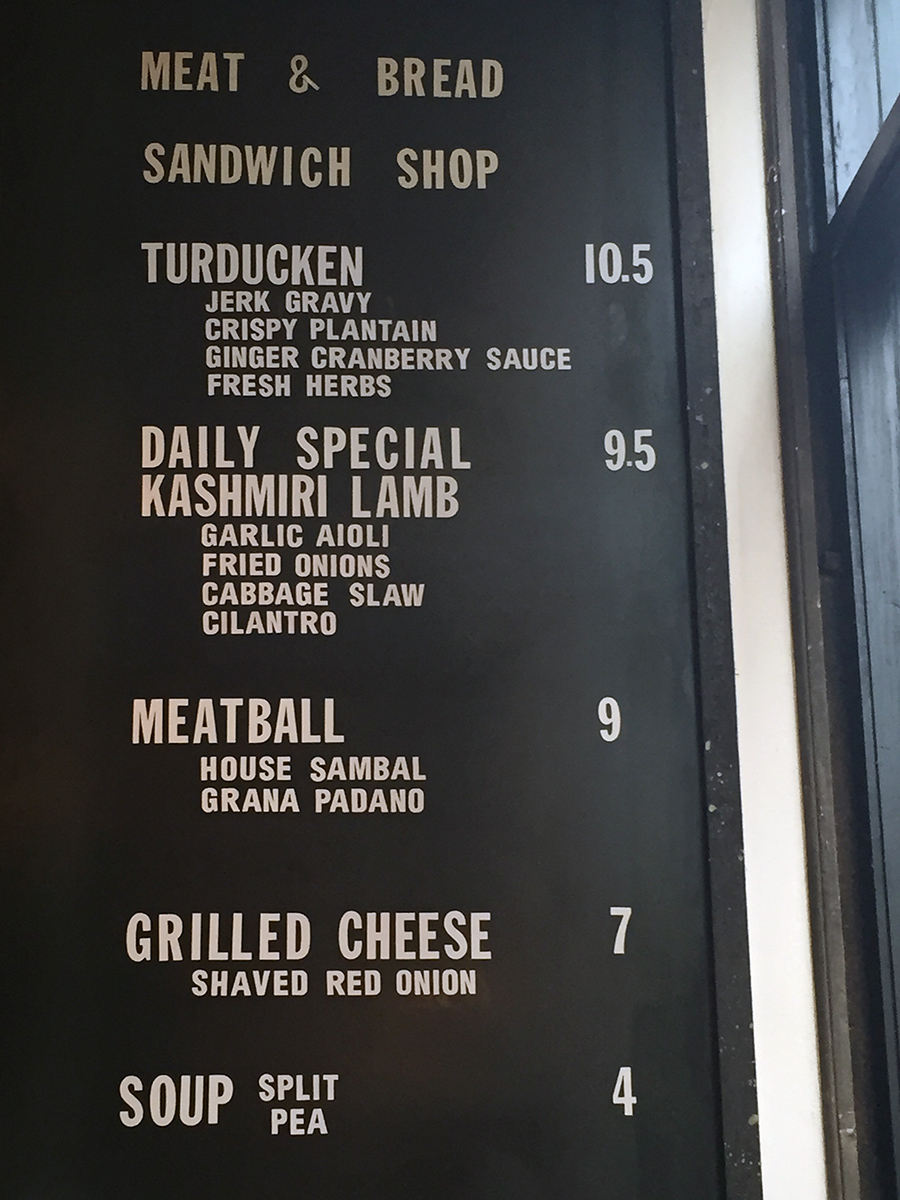 MEAT & BREAD
SANDWICH SHOP
TURDUCKEN 10.5
JERK GRAVY
CRISPY PLANTAIN
GINGER CRANBERRY SAUCE
FRESH HERBS
DAILY SPECIAL 9.5
KASHMIRI LAMB
GARLIC AIOLI
FRIED ONIONS
CABBAGE SLAW
CILANTRO
MEATBALL 9
HOUSE SAMBAL
GRANA PADANO
GRILLED CHEESE 7
SHAVED RED ONION
SOUP SPLIT 4
PEA